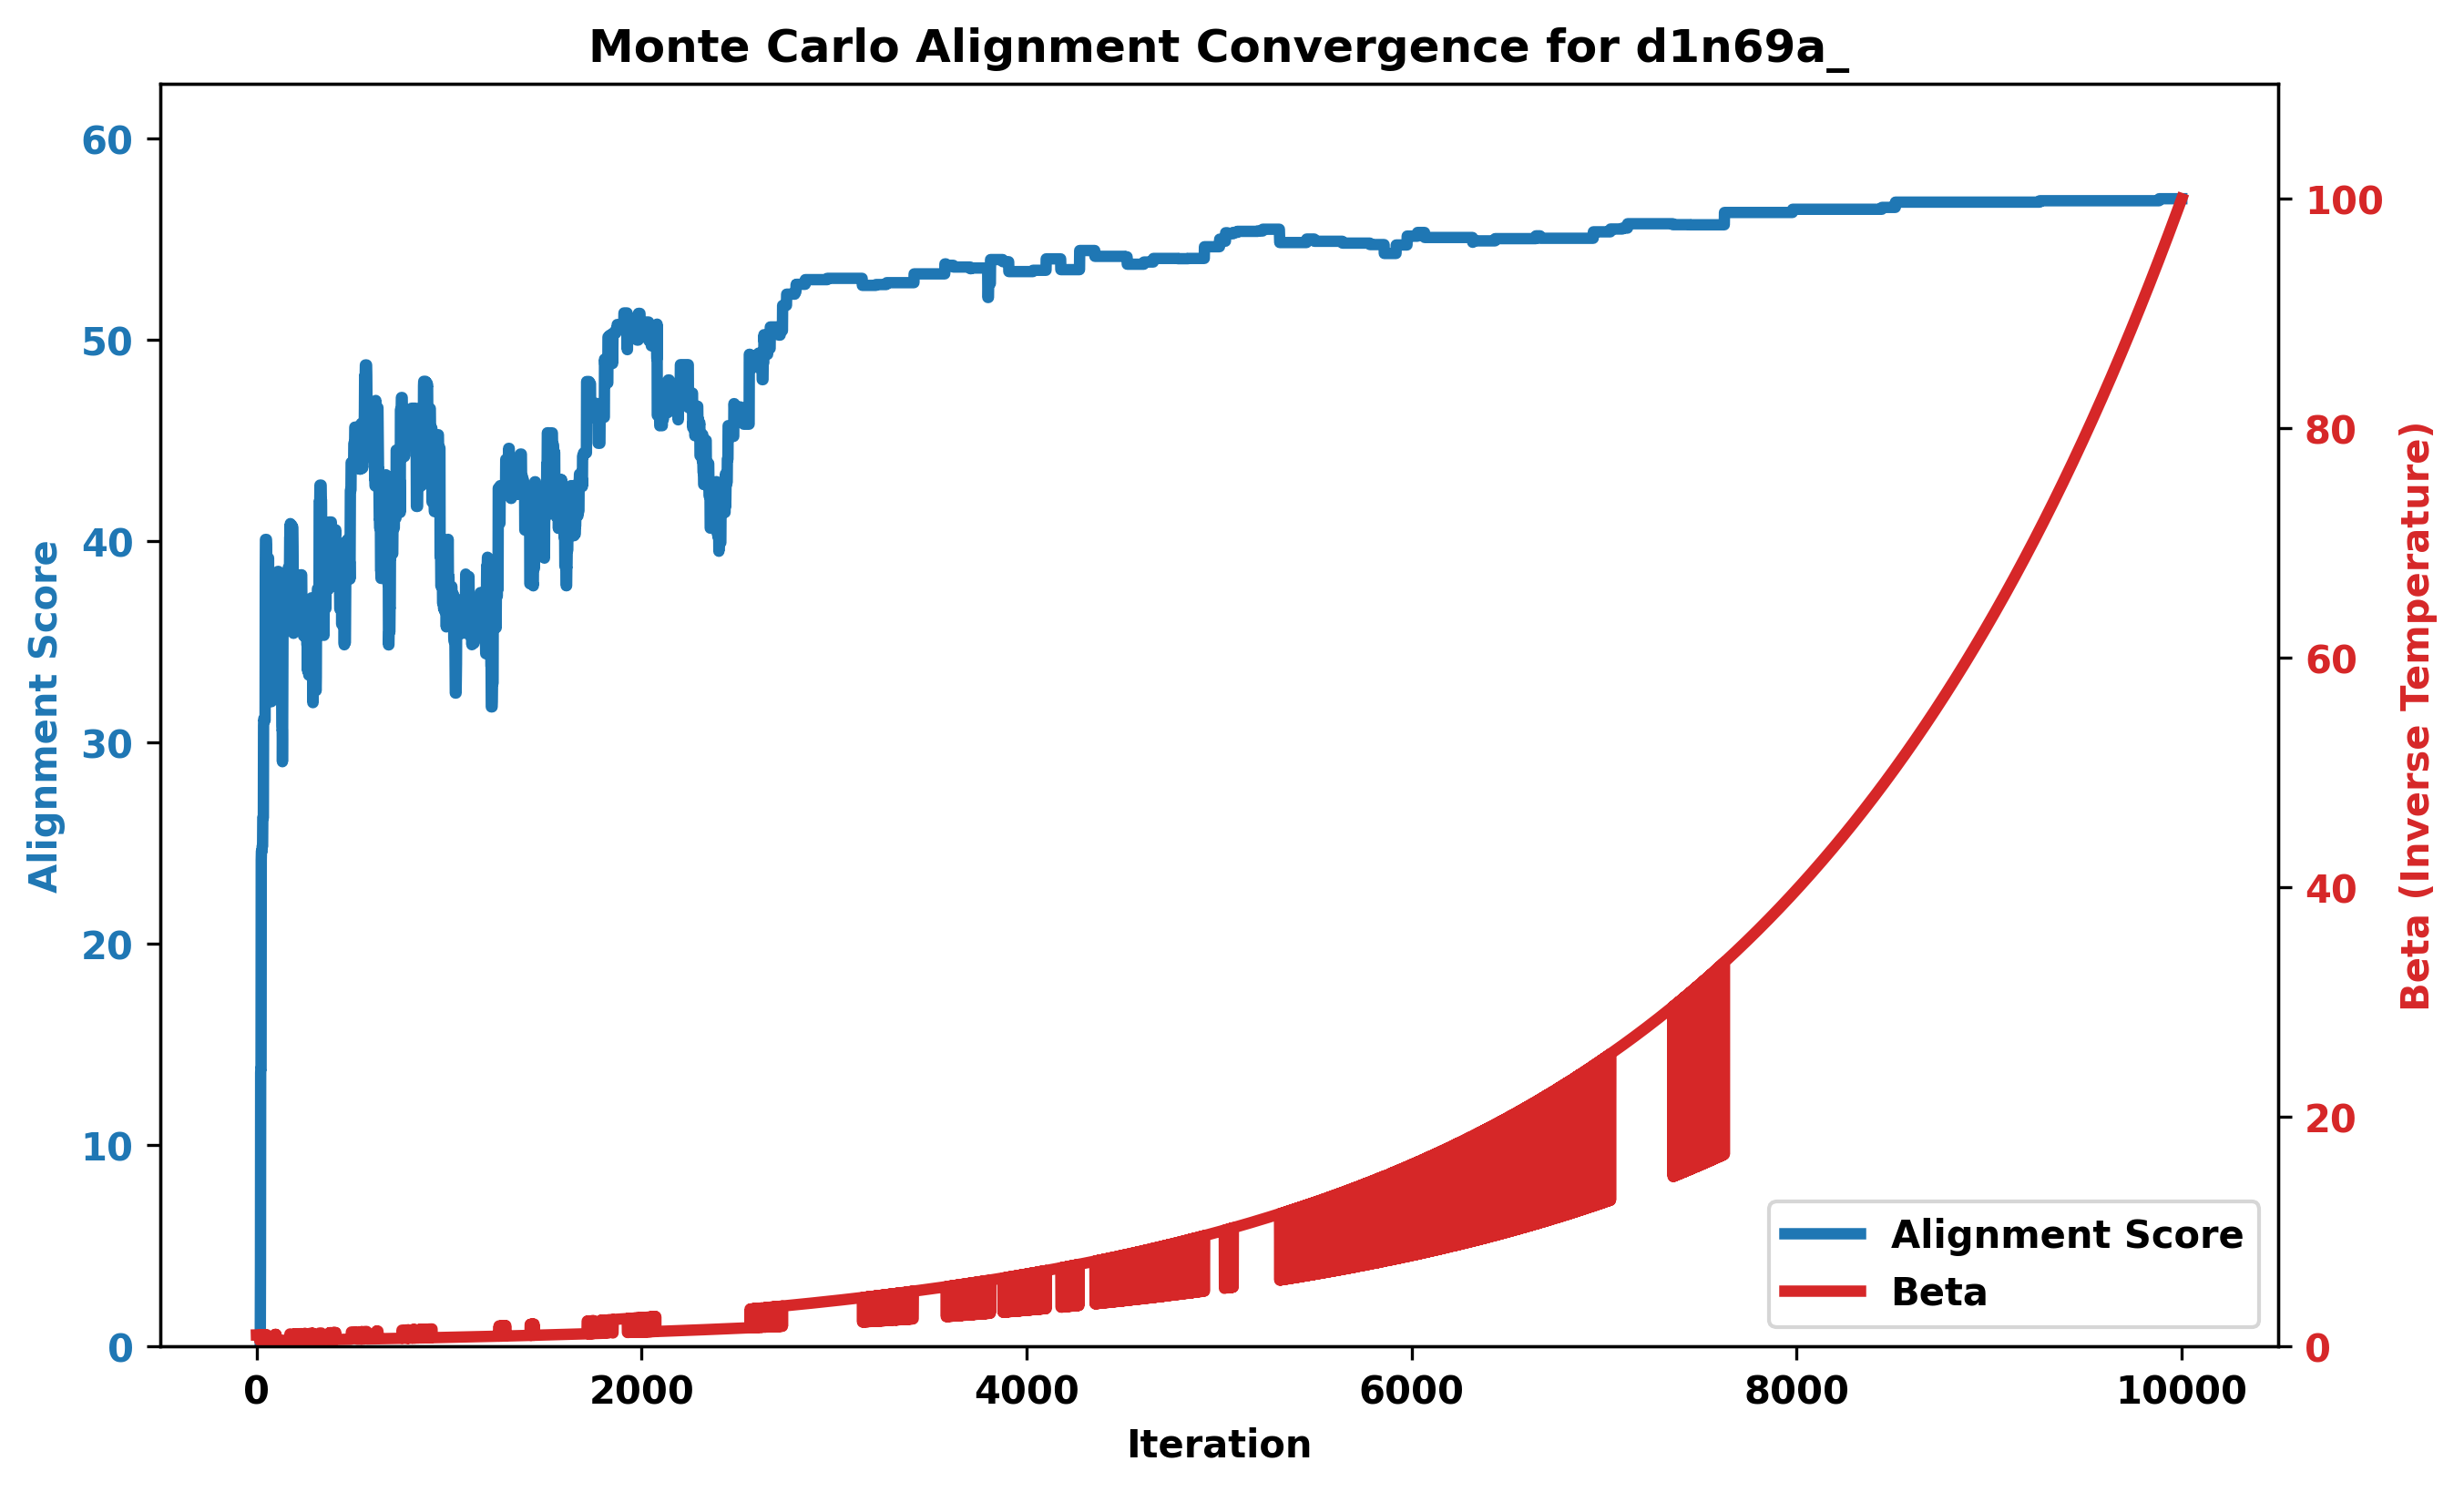 Monte Carlo Alignment Convergence for d1n69a_
60
50
40
30
20
10
0
Alignment Score
100
80
60
40
20
0
Beta (Inverse Temperature)
Alignment Score
Beta
0 2000 4000 6000 8000 10000
Iteration